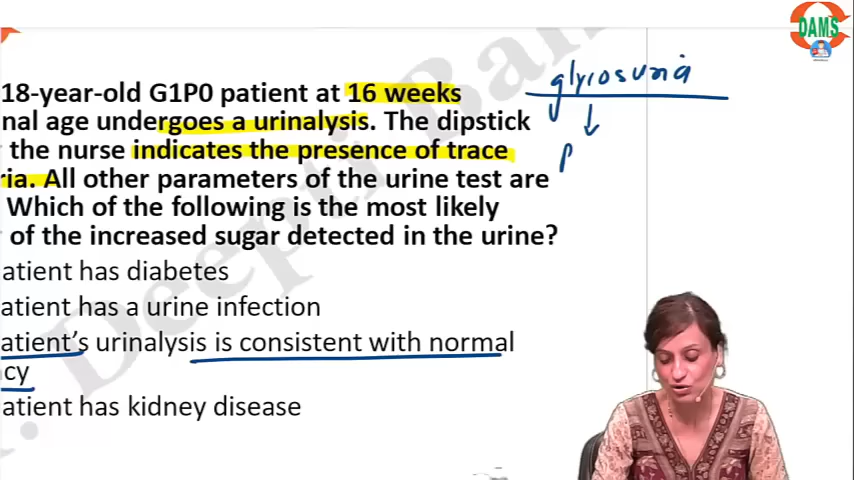 DAMS
18-year-old G1P0 patient at 16 weeks
glycosuria
nal age undergoes a urinalysis. The dipstick
the nurse indicates the presence of trace
P
ria. All other parameters of the urine test are
Which of the following is the most likely
of the increased sugar detected in the urine?
atient has diabetes
atient has a urine infection
atient's urinalysis is consistent with normal
cy
atient has kidney disease
Deepti Ba